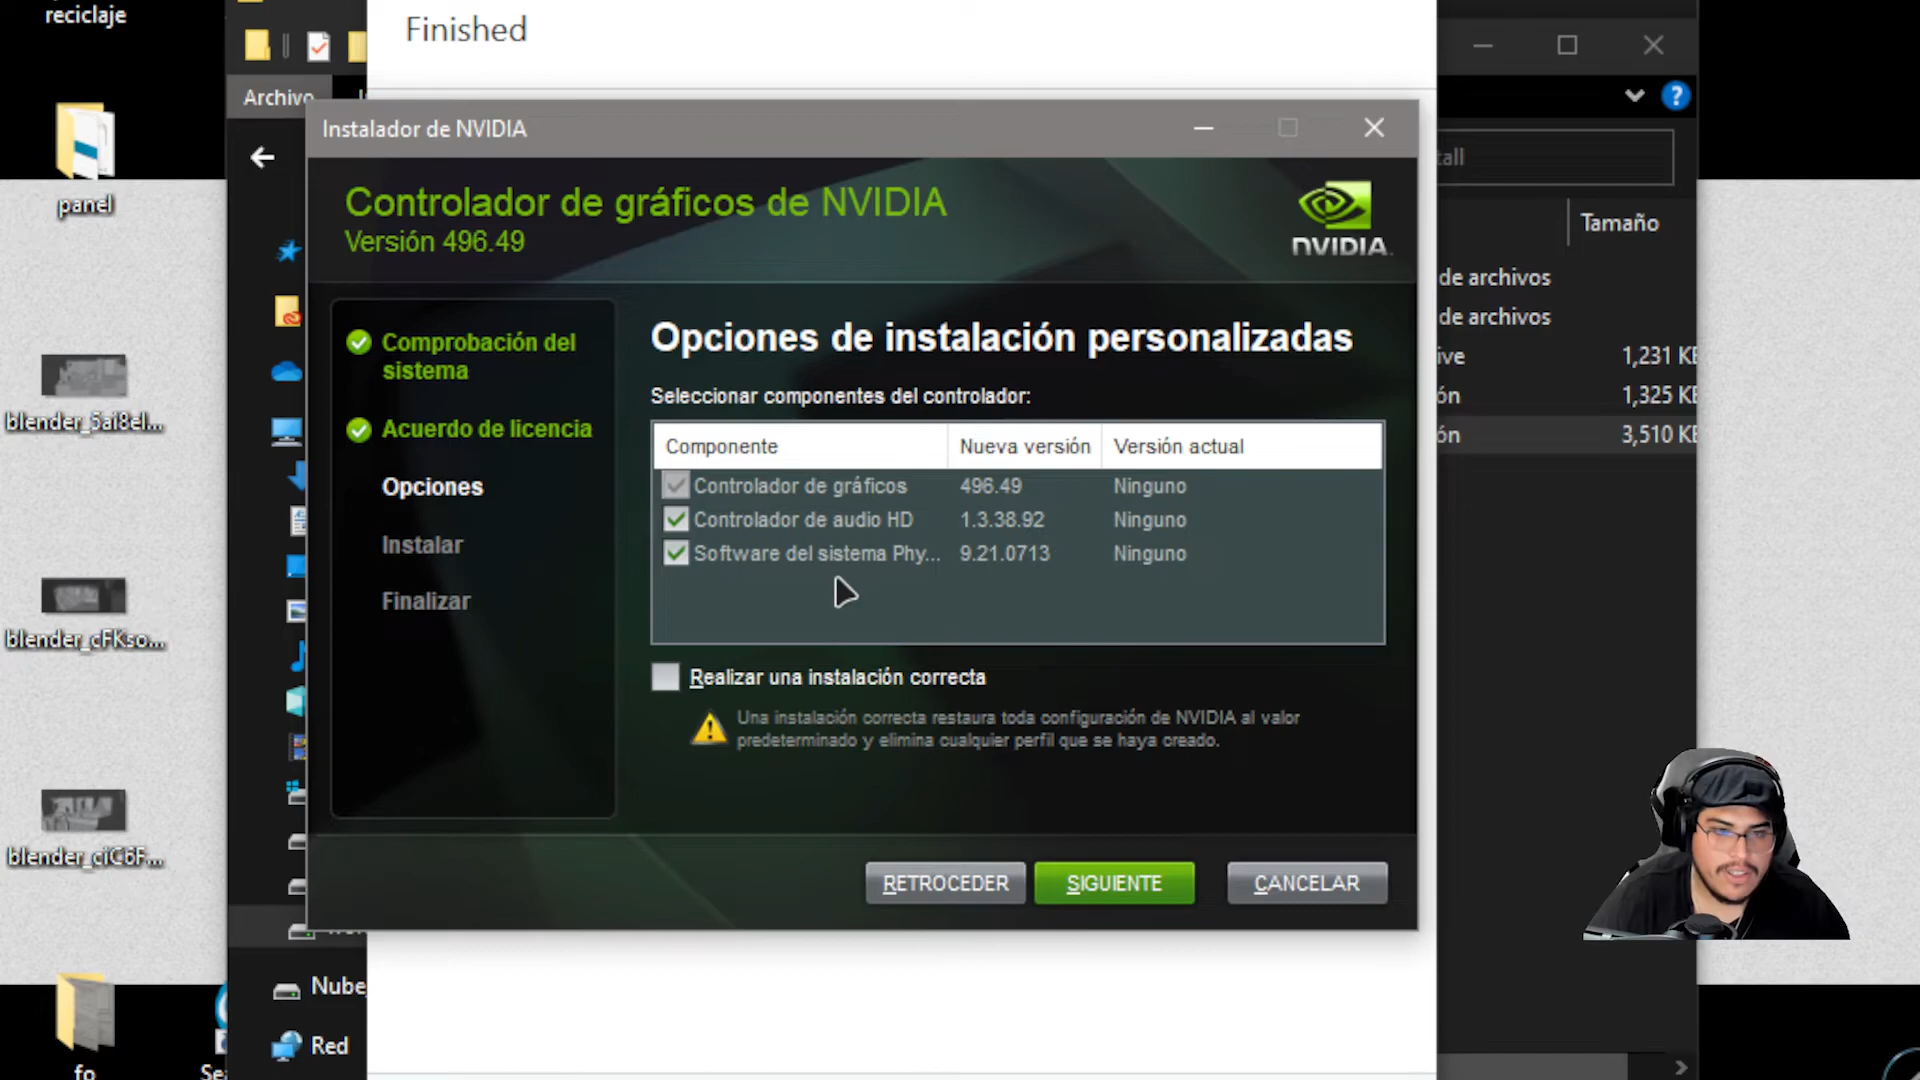 reciclaje
Finished
Archivo
Instalador de NVIDIA
panel
Controlador de gráficos de NVIDIA
Versión 496.49
NVIDIA.
Tamaño
Comprobación del
sistema
Acuerdo de licencia
Opciones
Instalar
Finalizar
Opciones de instalación personalizadas
Seleccionar componentes del controlador:
Componente Nueva versión Versión actual
Controlador de gráficos 496.49 Ninguno
Controlador de audio HD 1.3.38.92 Ninguno
Software del sistema Phy... 9.21.0713 Ninguno
Realizar una instalación correcta
Una instalación correcta restaura toda configuración de NVIDIA al valor
predeterminado y elimina cualquier perfil que se haya creado.
RETROCEDER SIGUIENTE CANCELAR
de archivos
de archivos
1,231 KB
1,325 KB
3,510 KB
blender_5ai8el...
blender_cFKso...
blender_ciC6F...
Nube
Red
fo